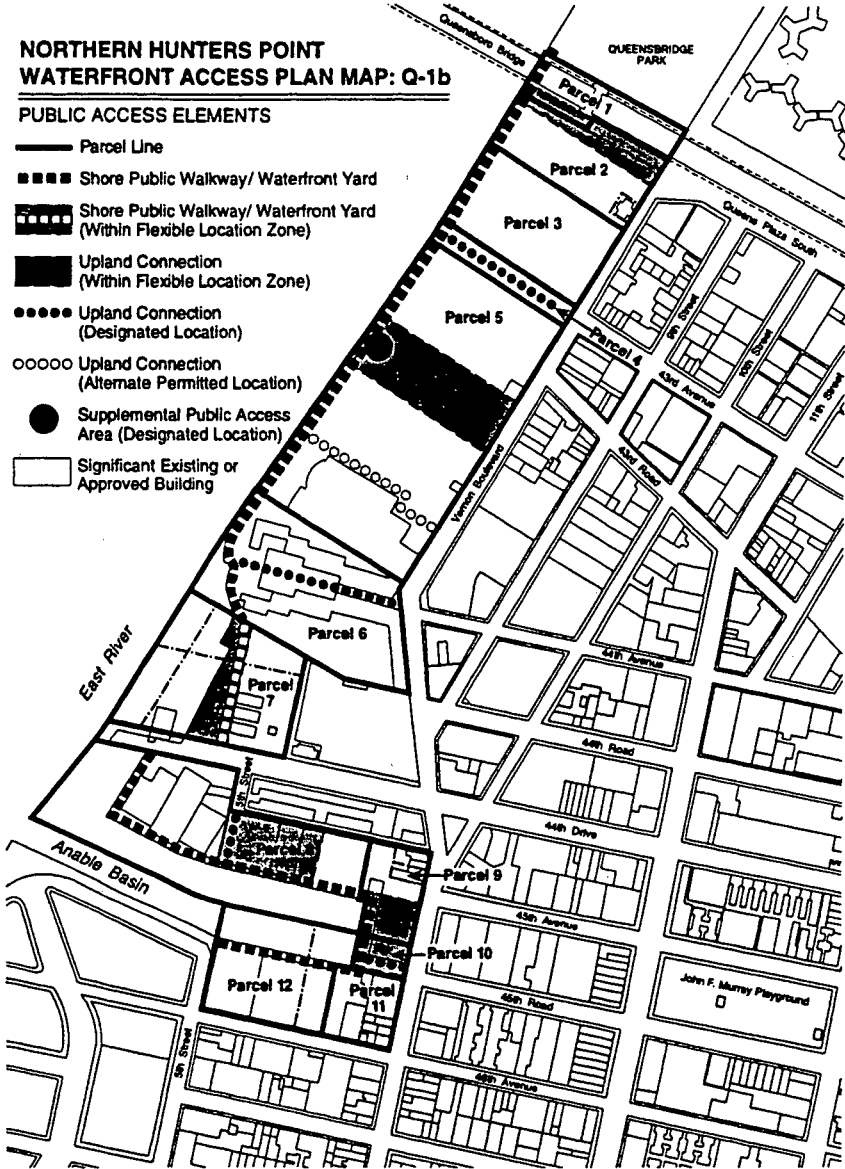 NORTHERN HUNTERS POINT
WATERFRONT ACCESS PLAN MAP: Q-1b
PUBLIC ACCESS ELEMENTS
Parcel Line
Shore Public Walkway/ Waterfront Yard
Shore Public Walkway/ Waterfront Yard
(Within Flexible Location Zone)
Upland Connection
(Within Flexible Location Zone)
Upland Connection
(Designated Location)
Upland Connection
(Alternate Permitted Location)
Supplemental Public Access
Area (Designated Location)
Significant Existing or
Approved Building
Queensboro Bridge
QUEENSBRIDGE
PARK
Parcel 1
Parcel 2
Parcel 3
Queens Plaza South
Parcel 5
Parcel 4
9th Street
10th Street
11th Street
43rd Avenue
43rd Road
Vernon Boulevard
Parcel 6
44th Avenue
East River
Parcel
7
44th Road
5th Street
44th Drive
Anable Basin
Parcel 9
45th Avenue
Parcel 10
Parcel 12
Parcel
11
John F. Murray Playground
45th Road
5th Street
46th Avenue